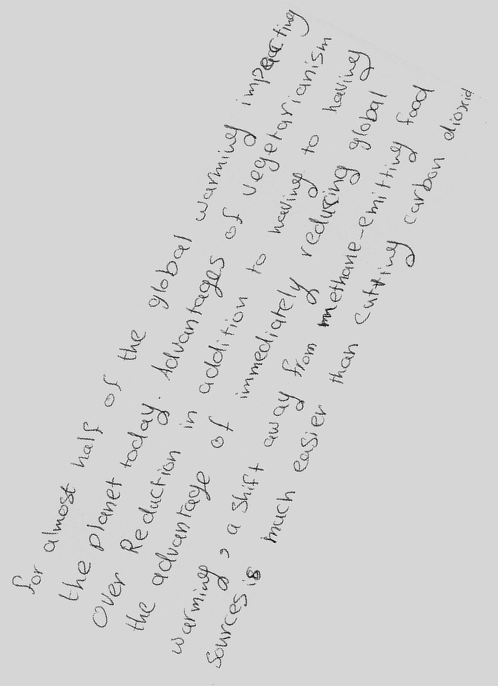 for almost half of the global warming impacting
the planet today. Advantages of vegetarianism
over Reduction in addition to having to having
the advantage of immediately reducing global
warming, a shift away from methane-emitting food
sources is much easier than cutting carbon dioxid